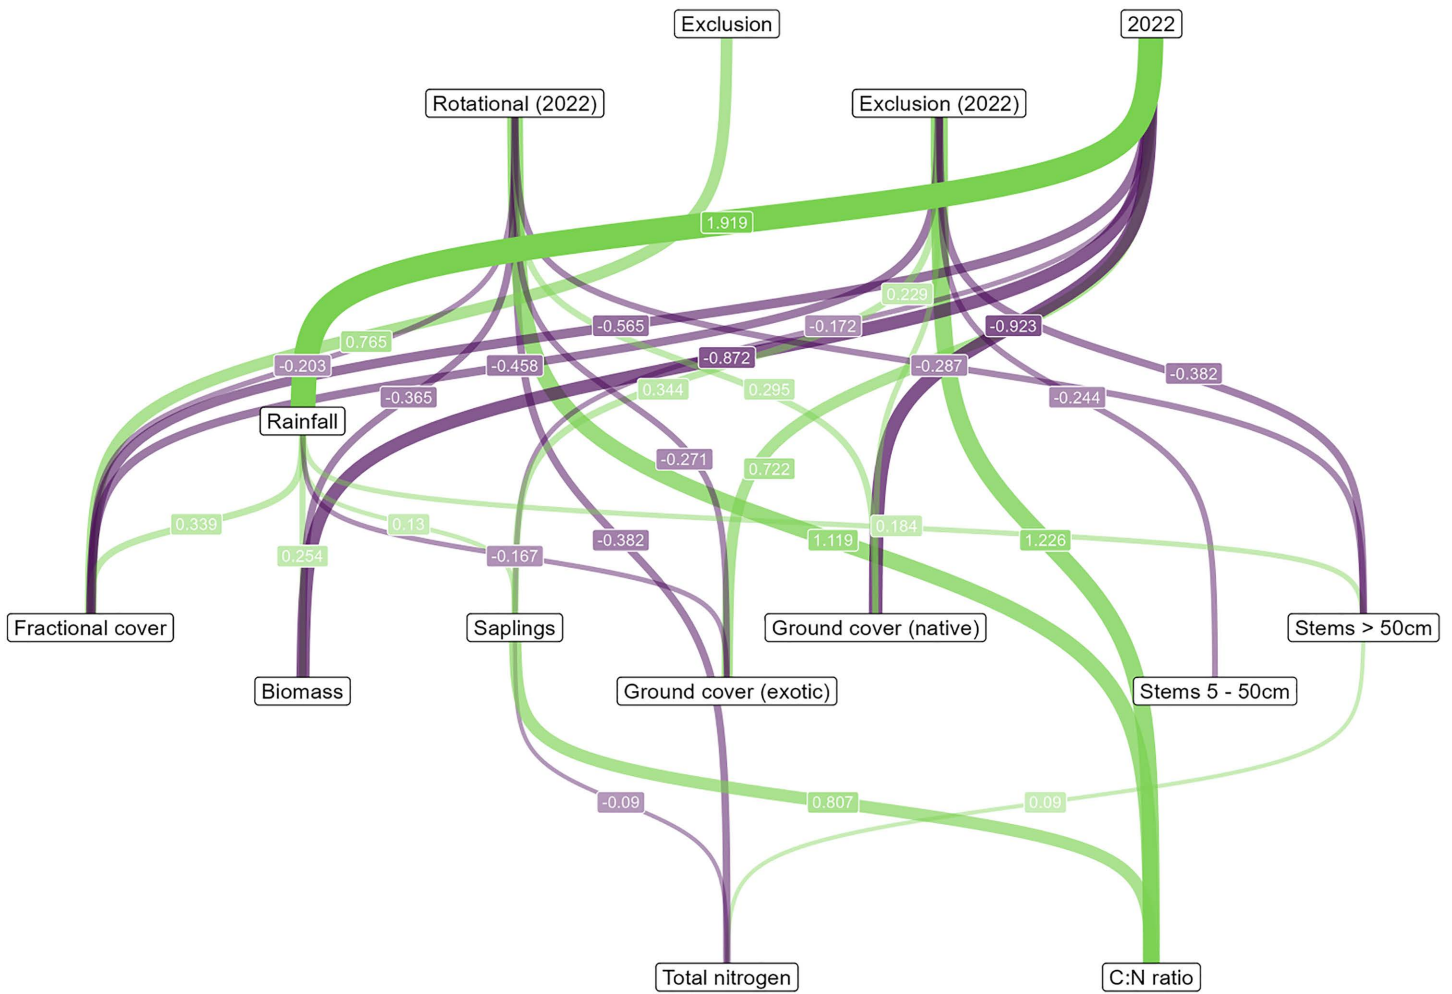 Exclusion
2022
Rotational (2022)
Exclusion (2022)
1.919
0.229
-0.565
-0.172
-0.923
0.765
-0.872
-0.203
-0.458
-0.287
-0.382
0.344
0.295
-0.365
-0.244
Rainfall
-0.271
0.722
0.339
0.13
0.184
-0.382
1.119
1.226
0.254
-0.167
Fractional cover
Saplings
Ground cover (native)
Stems > 50cm
Biomass
Ground cover (exotic)
Stems 5 - 50cm
-0.09
0.807
0.09
Total nitrogen
C:N ratio